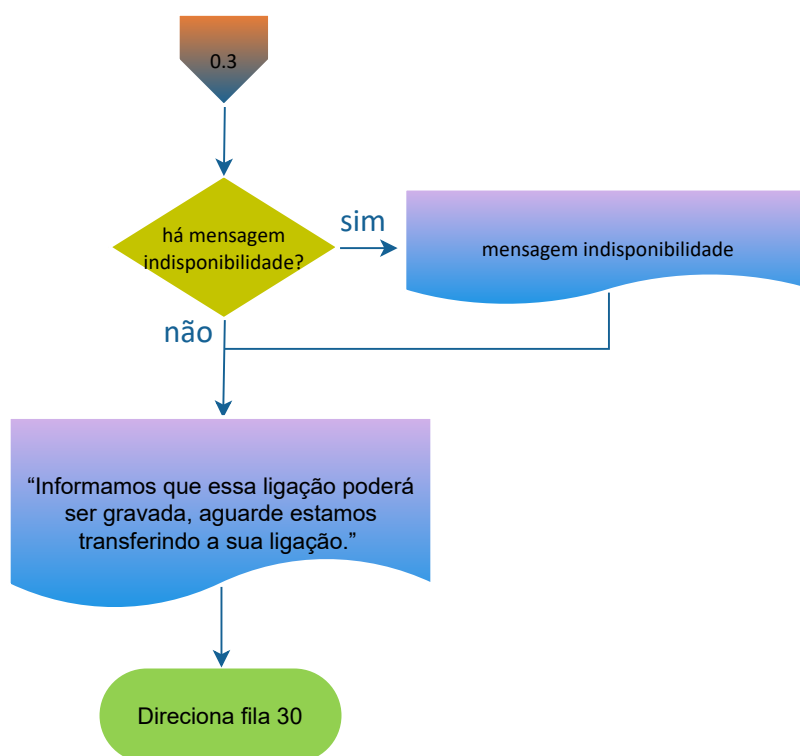 0.3
há mensagem
indisponibilidade?
sim
mensagem indisponibilidade
não
“Informamos que essa ligação poderá
ser gravada, aguarde estamos
transferindo a sua ligação.”
Direciona fila 30